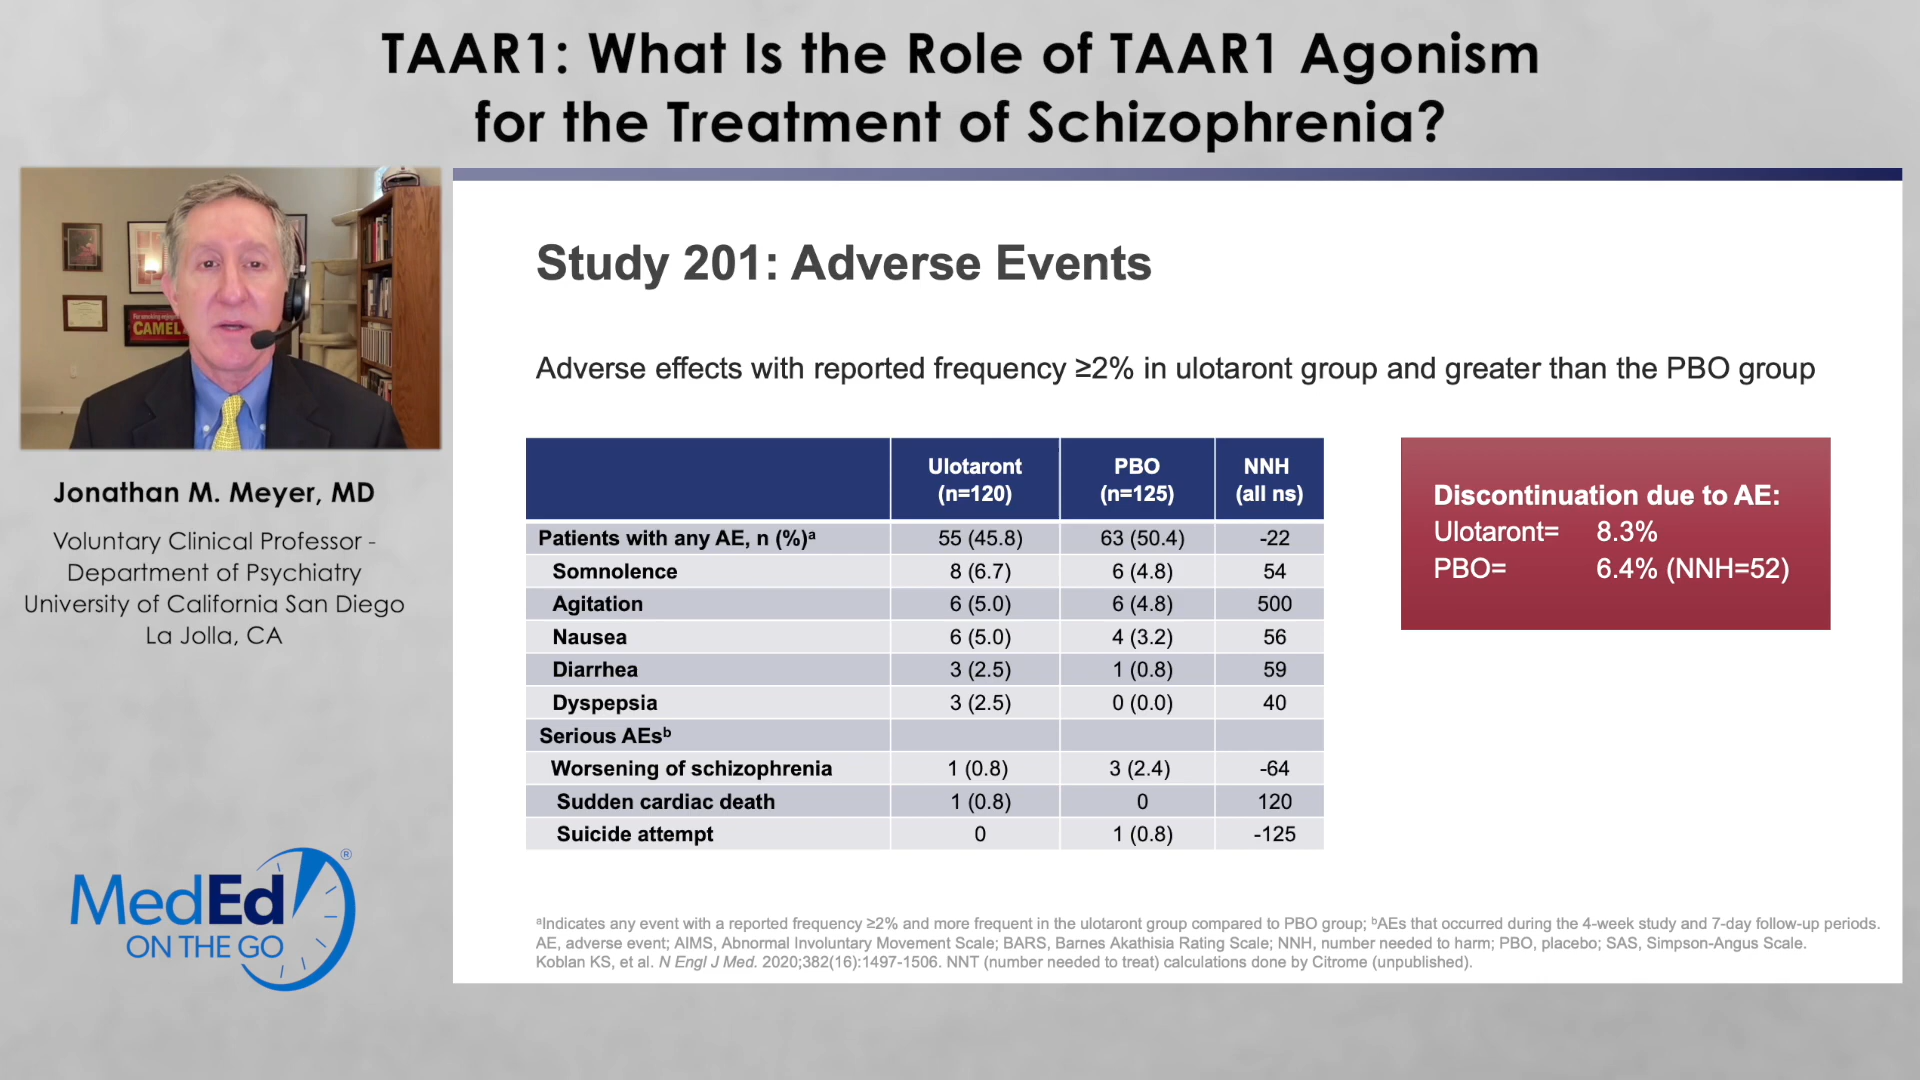 TAAR1: What Is the Role of TAAR1 Agonism
for the Treatment of Schizophrenia?
CAMEL
Jonathan M. Meyer, MD
Voluntary Clinical Professor -
Department of Psychiatry
University of California San Diego
La Jolla, CA
MedEd®
ON THE GO
Study 201: Adverse Events
Adverse effects with reported frequency ≥2% in ulotaront group and greater than the PBO group
Ulotaront (n=120) PBO (n=125) NNH (all ns)
Patients with any AE, n (%)ᵃ 55 (45.8) 63 (50.4) -22
Somnolence 8 (6.7) 6 (4.8) 54
Agitation 6 (5.0) 6 (4.8) 500
Nausea 6 (5.0) 4 (3.2) 56
Diarrhea 3 (2.5) 1 (0.8) 59
Dyspepsia 3 (2.5) 0 (0.0) 40
Serious AEsᵇ
Worsening of schizophrenia 1 (0.8) 3 (2.4) -64
Sudden cardiac death 1 (0.8) 0 120
Suicide attempt 0 1 (0.8) -125
Discontinuation due to AE:
Ulotaront= 8.3%
PBO= 6.4% (NNH=52)
ᵃIndicates any event with a reported frequency ≥2% and more frequent in the ulotaront group compared to PBO group; ᵇAEs that occurred during the 4-week study and 7-day follow-up periods.
AE, adverse event; AIMS, Abnormal Involuntary Movement Scale; BARS, Barnes Akathisia Rating Scale; NNH, number needed to harm; PBO, placebo; SAS, Simpson-Angus Scale.
Koblan KS, et al. N Engl J Med. 2020;382(16):1497-1506. NNT (number needed to treat) calculations done by Citrome (unpublished).